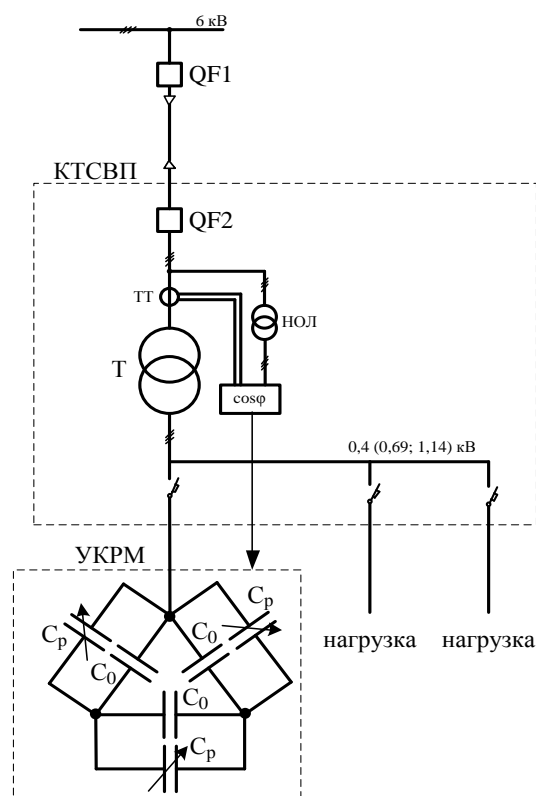 6 кВ
QF1
КТСВП
QF2
ТТ
НОЛ
Т
cosφ
0,4 (0,69; 1,14) кВ
УКРМ
Cр
Cр
C0
C0
C0
нагрузка
нагрузка
Cр